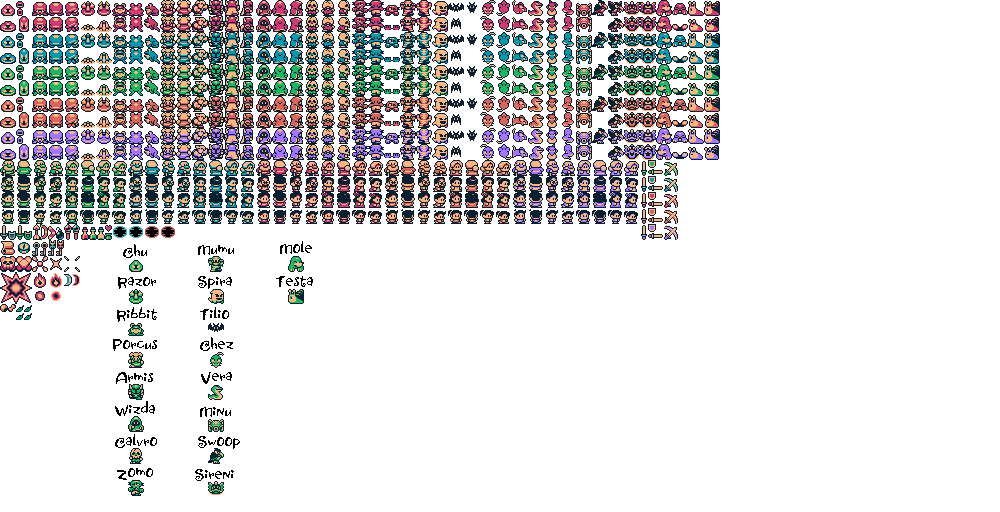 Chu
Razor
Ribbit
Porcus
Armis
Wizda
Calvro
Zomo
Mumu
Spira
Tilio
Chez
Vera
Minu
Swoop
Sireni
Mole
Testa